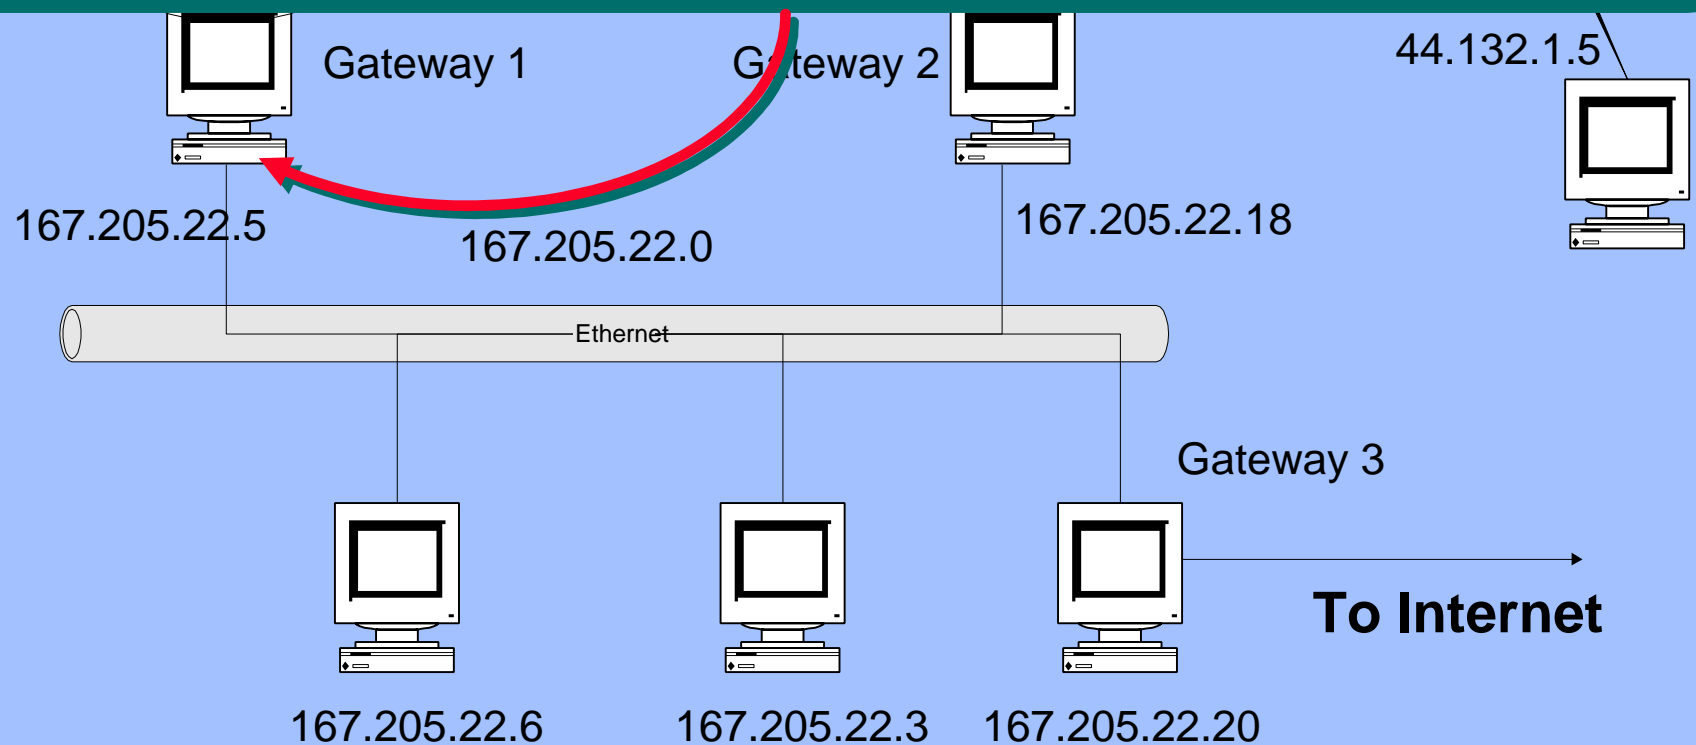 Gateway 1
Gateway 2
44.132.1.5
167.205.22.5
167.205.22.0
167.205.22.18
Ethernet
Gateway 3
To Internet
167.205.22.6
167.205.22.3
167.205.22.20